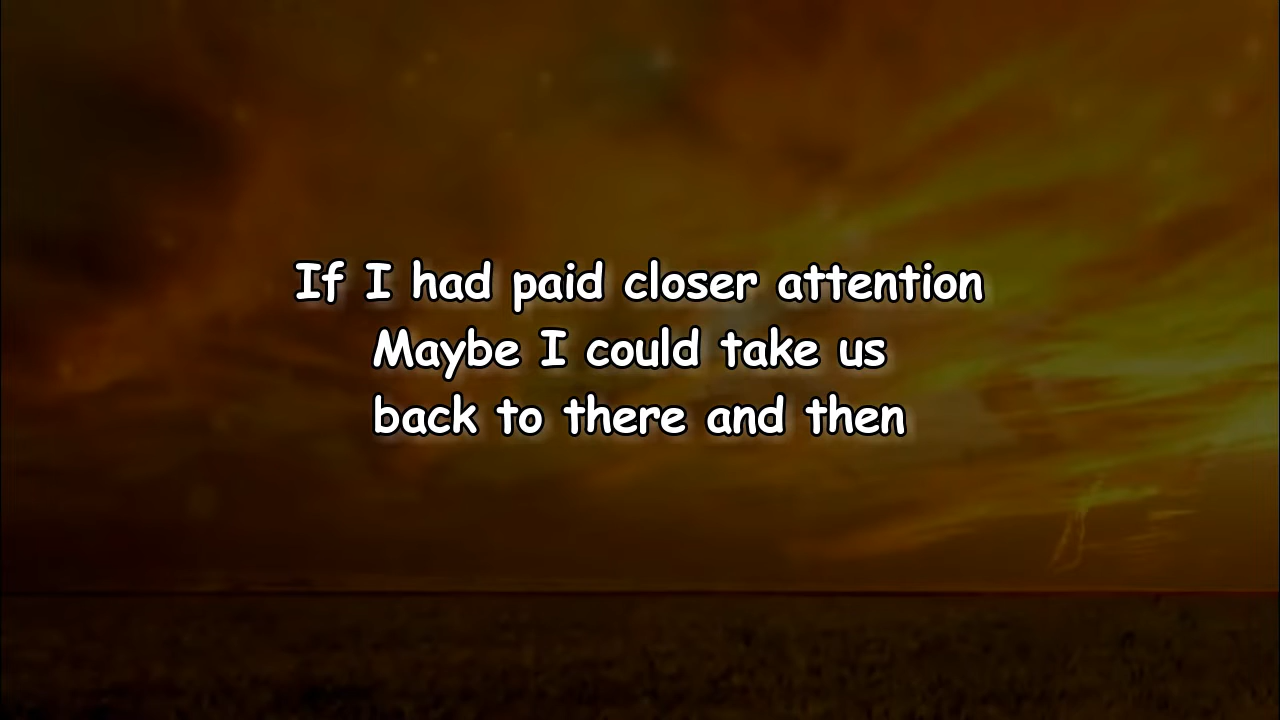 If I had paid closer attention
Maybe I could take us
back to there and then